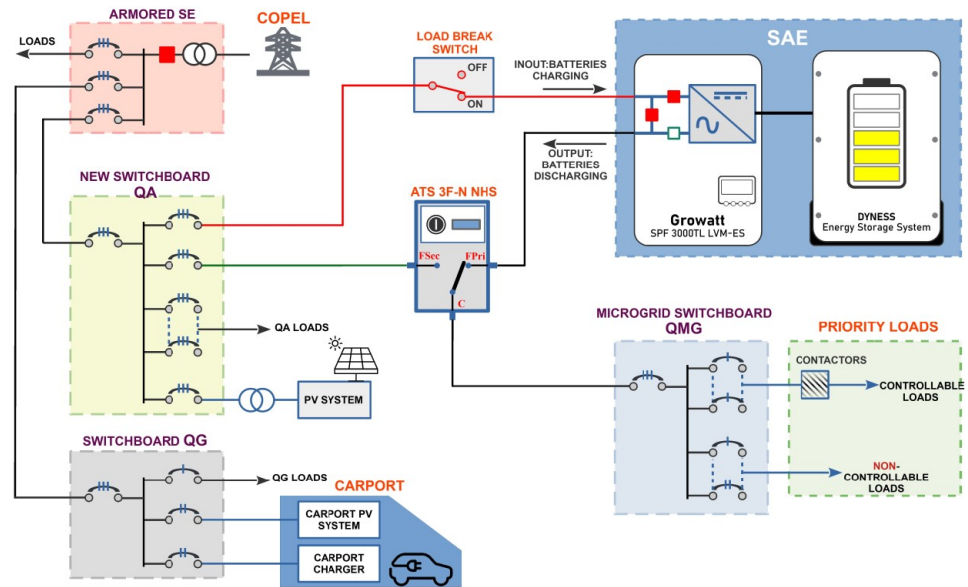 ARMORED SE
COPEL
LOADS
LOAD BREAK
SWITCH
OFF
ON
INOUT:BATTERIES
CHARGING
OUTPUT:
BATTERIES
DISCHARGING
SAE
Growatt
SPF 3000TL LVM-ES
DYNESS
Energy Storage System
NEW SWITCHBOARD
QA
ATS 3F-N NHS
FSec
FPri
C
QA LOADS
PV SYSTEM
MICROGRID SWITCHBOARD
QMG
PRIORITY LOADS
CONTACTORS
CONTROLLABLE
LOADS
NON-
CONTROLLABLE
LOADS
SWITCHBOARD QG
QG LOADS
CARPORT
CARPORT PV
SYSTEM
CARPORT
CHARGER